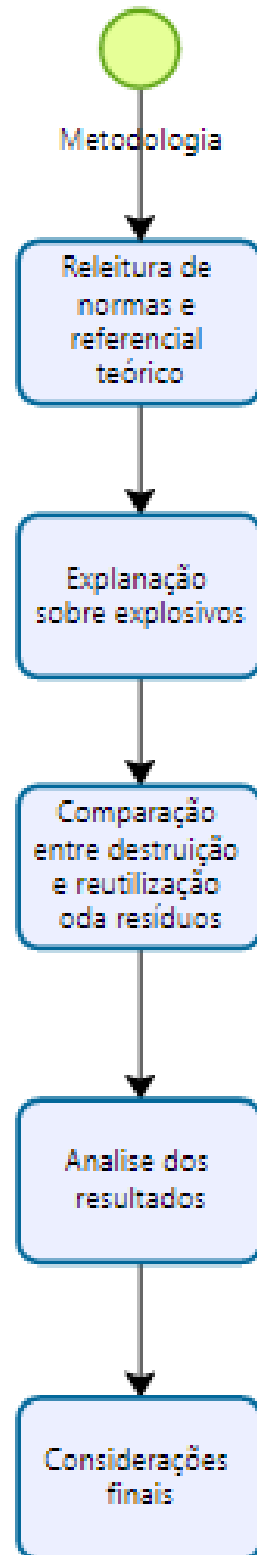 Metodologia
Releitura de
normas e
referencial
teórico
Explanação
sobre explosivos
Comparação
entre destruição
e reutilização
oda resíduos
Analise dos
resultados
Considerações
finais